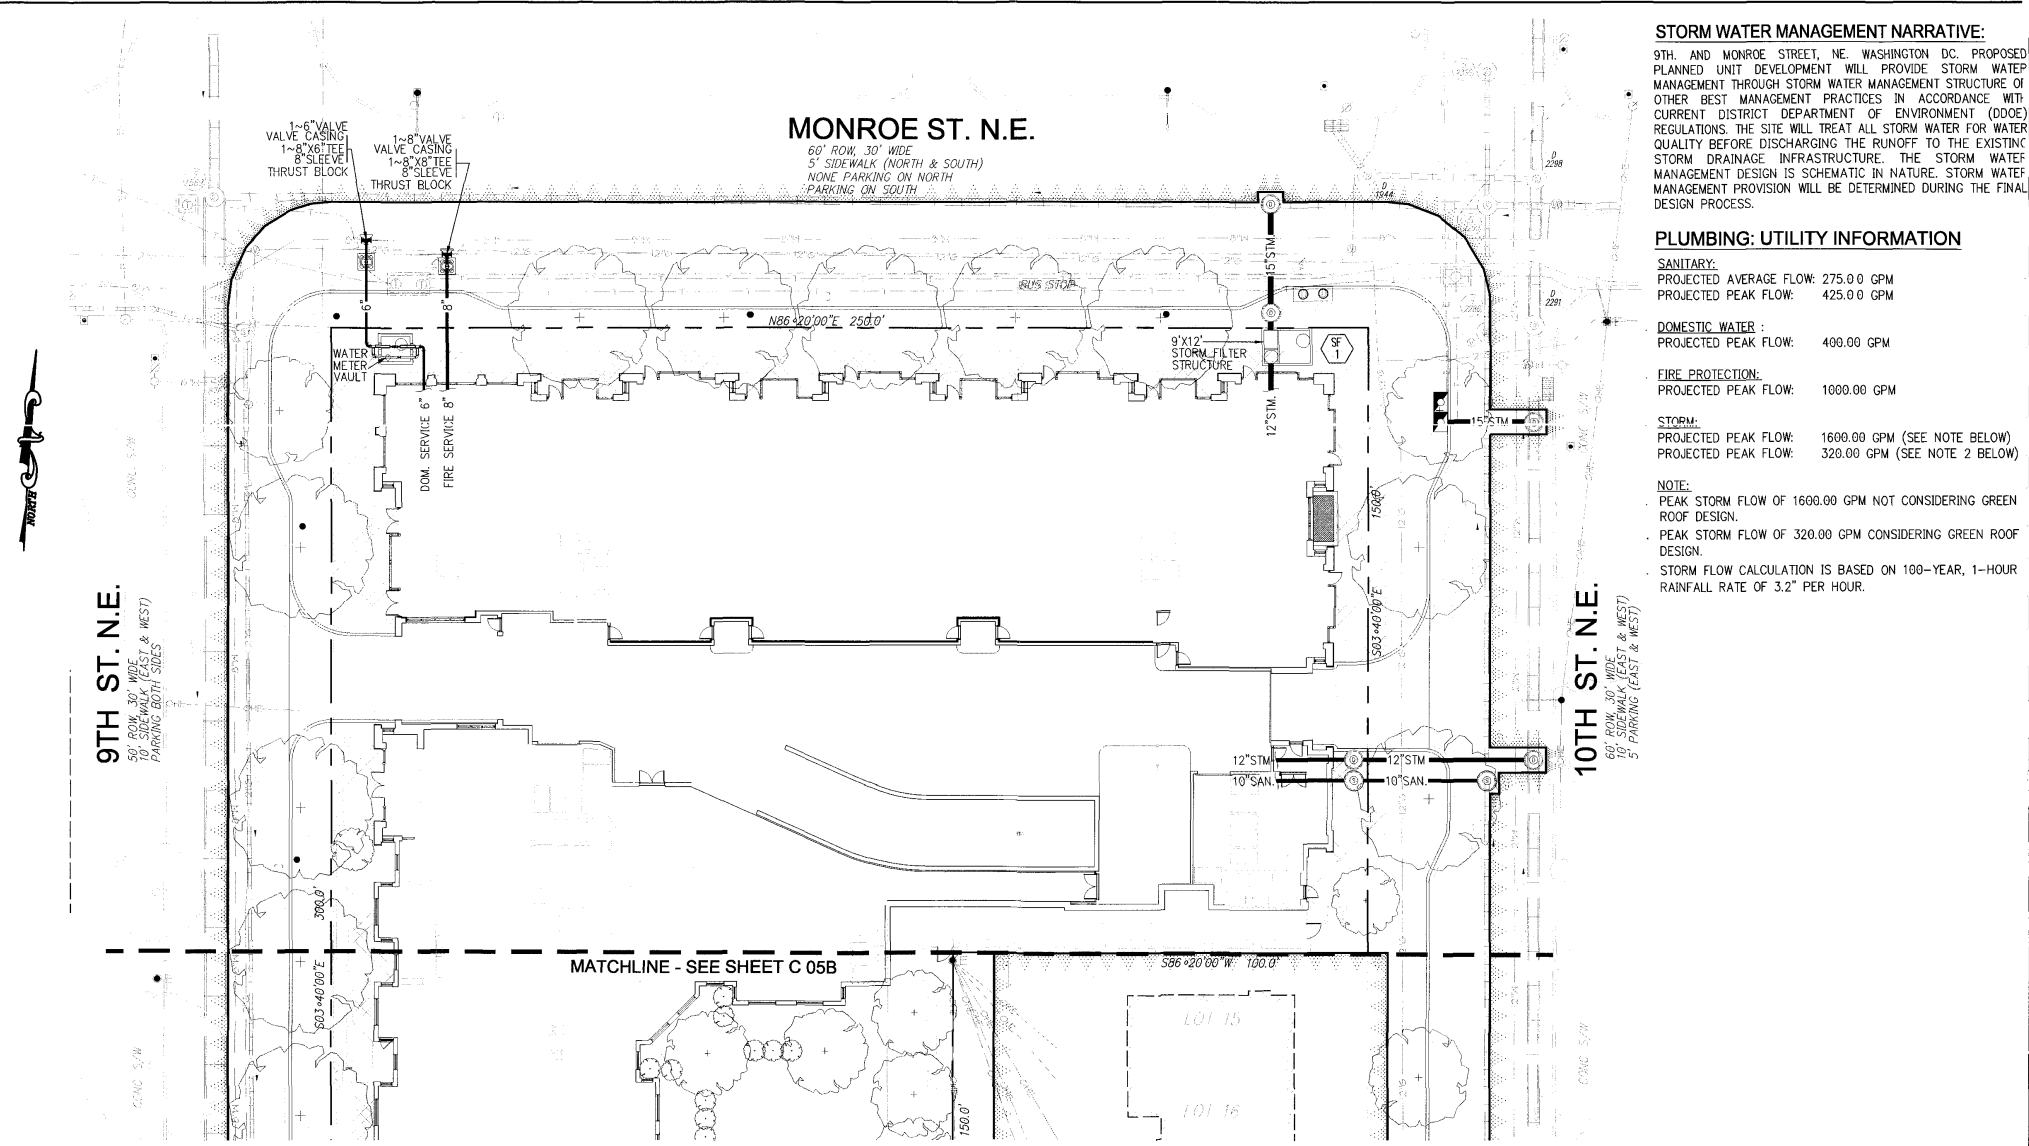 STORM WATER MANAGEMENT NARRATIVE:
9TH. AND MONROE STREET, NE. WASHINGTON DC. PROPOSED
PLANNED UNIT DEVELOPMENT WILL PROVIDE STORM WATER
MANAGEMENT THROUGH STORM WATER MANAGEMENT STRUCTURE OF
OTHER BEST MANAGEMENT PRACTICES IN ACCORDANCE WITH
CURRENT DISTRICT DEPARTMENT OF ENVIRONMENT (DDOE)
REGULATIONS. THE SITE WILL TREAT ALL STORM WATER FOR WATER
QUALITY BEFORE DISCHARGING THE RUNOFF TO THE EXISTING
STORM DRAINAGE INFRASTRUCTURE. THE STORM WATER
MANAGEMENT DESIGN IS SCHEMATIC IN NATURE. STORM WATER
MANAGEMENT PROVISION WILL BE DETERMINED DURING THE FINAL
DESIGN PROCESS.
PLUMBING: UTILITY INFORMATION
SANITARY:
PROJECTED AVERAGE FLOW: 275.00 GPM
PROJECTED PEAK FLOW: 425.00 GPM
DOMESTIC WATER :
PROJECTED PEAK FLOW: 400.00 GPM
FIRE PROTECTION:
PROJECTED PEAK FLOW: 1000.00 GPM
STORM:
PROJECTED PEAK FLOW: 1600.00 GPM (SEE NOTE BELOW)
PROJECTED PEAK FLOW: 320.00 GPM (SEE NOTE 2 BELOW)
NOTE:
PEAK STORM FLOW OF 1600.00 GPM NOT CONSIDERING GREEN
ROOF DESIGN.
PEAK STORM FLOW OF 320.00 GPM CONSIDERING GREEN ROOF
DESIGN.
STORM FLOW CALCULATION IS BASED ON 100-YEAR, 1-HOUR
RAINFALL RATE OF 3.2" PER HOUR.
MONROE ST. N.E.
60' ROW, 30' WIDE
5' SIDEWALK (NORTH & SOUTH)
NONE PARKING ON NORTH
PARKING ON SOUTH
1~6"VALVE
VALVE CASING
1~8"X6"TEE
8"SLEEVE
THRUST BLOCK
1~8"VALVE
VALVE CASING
1~8"X8"TEE
8"SLEEVE
THRUST BLOCK
D
2298
D
1944
D
2291
6"
8"
15"STM
BUS STOP
N86°20'00"E 250.0'
WATER
METER
VAULT
9'X12'
STORM FILTER
STRUCTURE
SF
1
DOM. SERVICE 6"
FIRE SERVICE 8"
12"STM.
15"STM
NORTH
150.0'
S03°40'00"E
9TH ST. N.E.
50' ROW, 30' WIDE
10' SIDEWALK (EAST & WEST)
PARKING BOTH SIDES
10TH ST. N.E.
60' ROW, 30' WIDE
10' SIDEWALK (EAST & WEST)
5' PARKING (EAST & WEST)
12"STM
12"STM
10"SAN.
10"SAN.
300.0'
S03°40'00"E
MATCHLINE - SEE SHEET C 05B
S86°20'00"W 100.0'
LOT 15
LOT 16
150.0'
CONC S/W